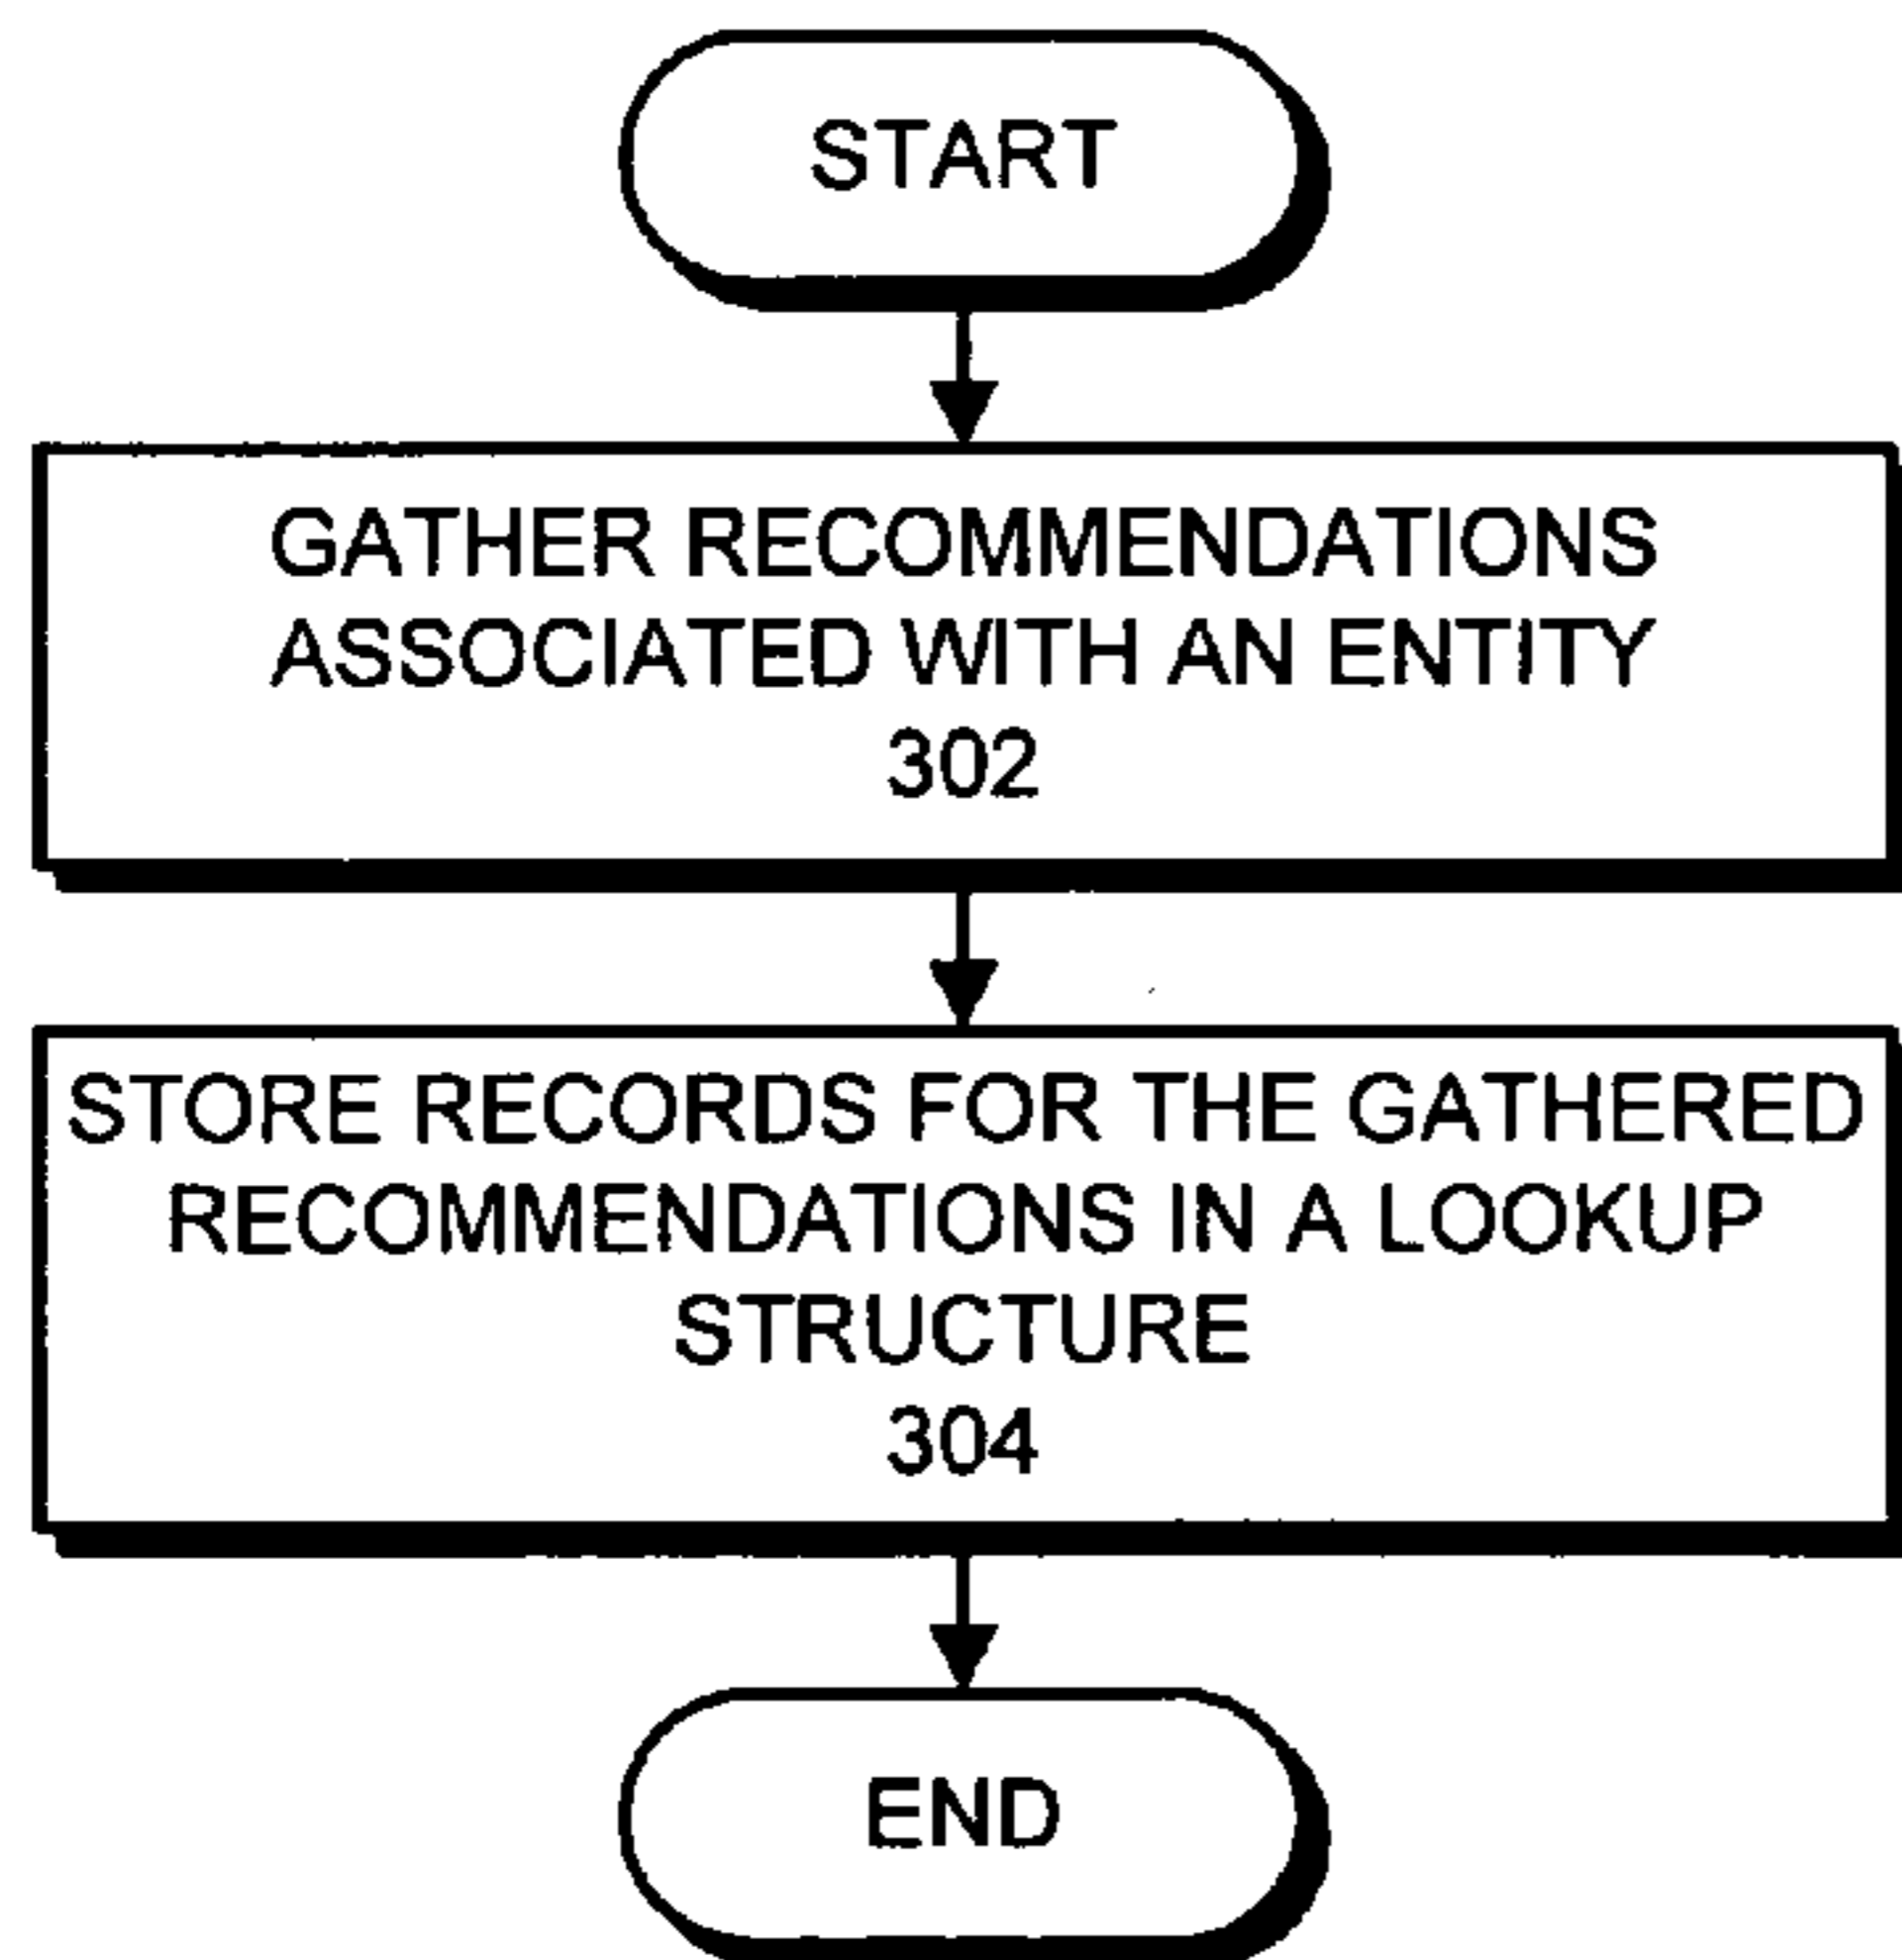 START
GATHER RECOMMENDATIONS
ASSOCIATED WITH AN ENTITY
302
STORE RECORDS FOR THE GATHERED
RECOMMENDATIONS IN A LOOKUP
STRUCTURE
304
END